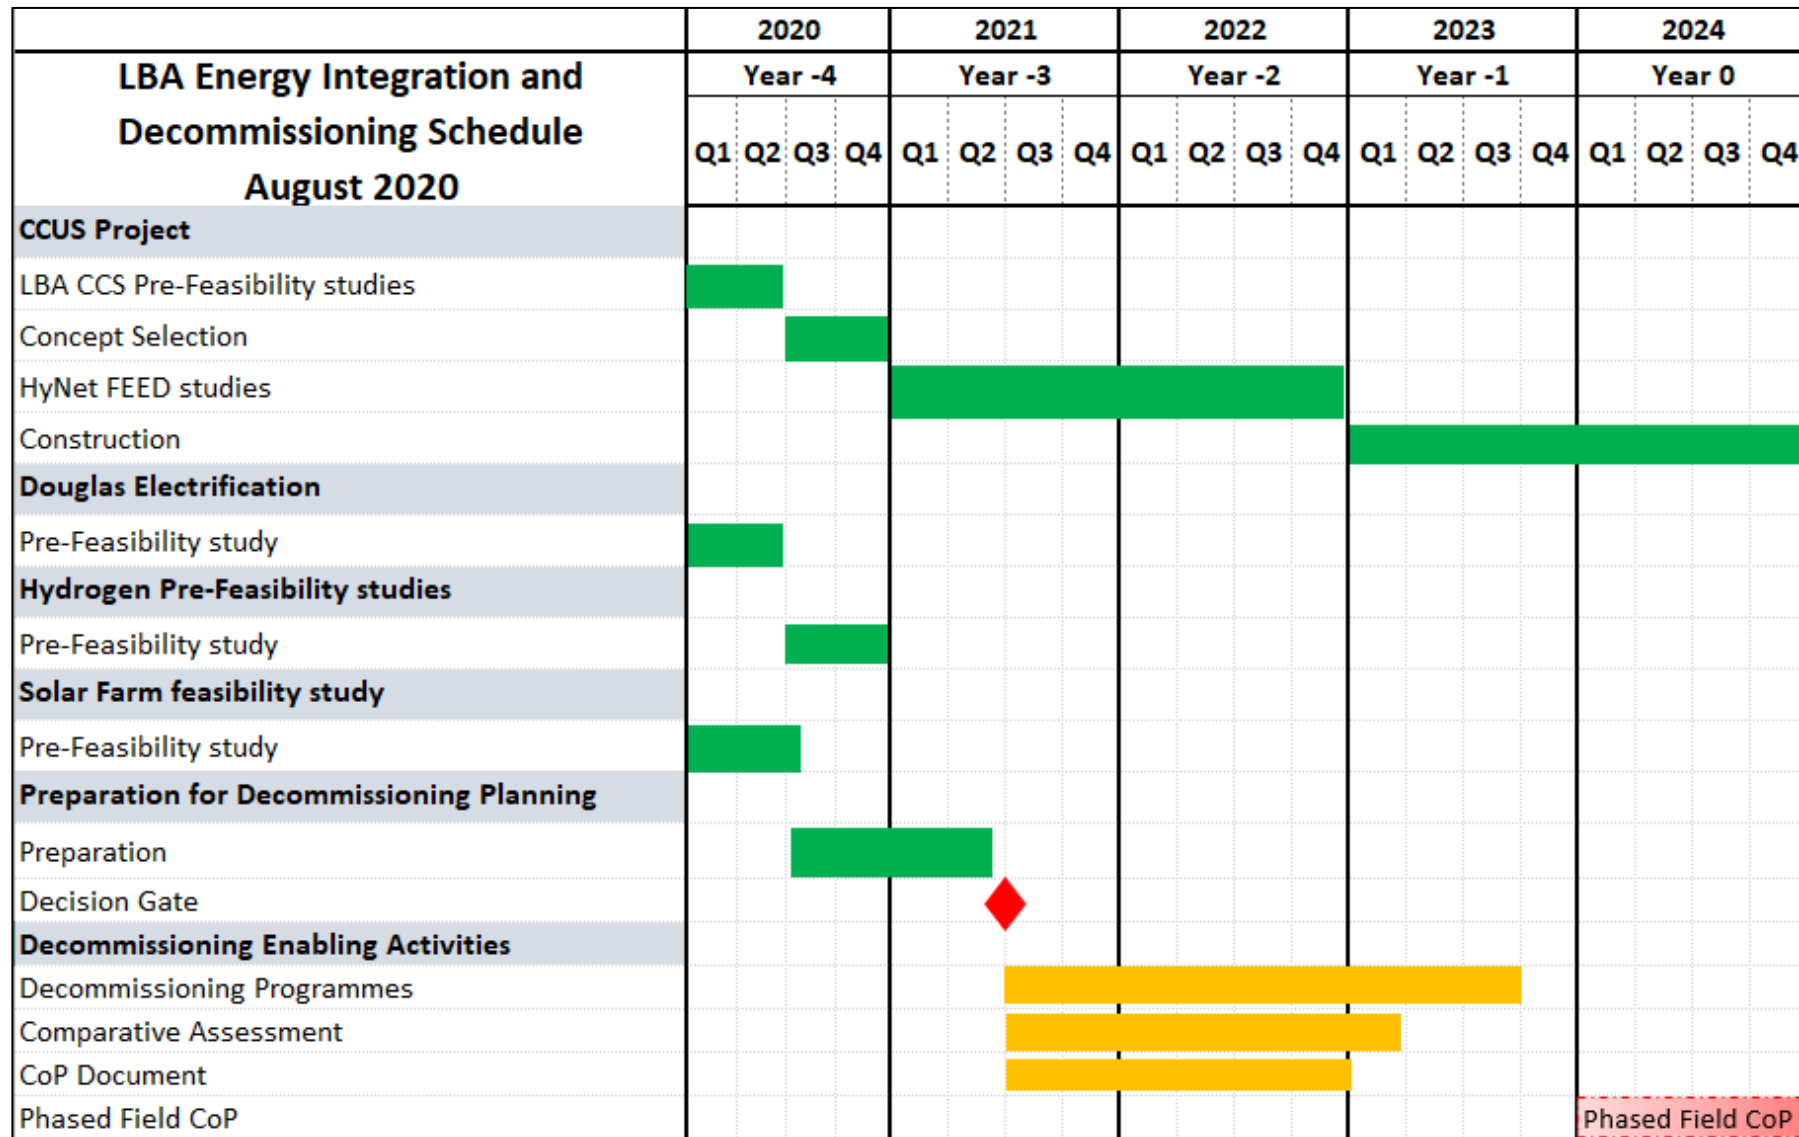 2020 2021 2022 2023 2024
LBA Energy Integration and
Decommissioning Schedule
August 2020
Year -4 Year -3 Year -2 Year -1 Year 0
Q1 Q2 Q3 Q4 Q1 Q2 Q3 Q4 Q1 Q2 Q3 Q4 Q1 Q2 Q3 Q4 Q1 Q2 Q3 Q4
CCUS Project
LBA CCS Pre-Feasibility studies
Concept Selection
HyNet FEED studies
Construction
Douglas Electrification
Pre-Feasibility study
Hydrogen Pre-Feasibility studies
Pre-Feasibility study
Solar Farm feasibility study
Pre-Feasibility study
Preparation for Decommissioning Planning
Preparation
Decision Gate
Decommissioning Enabling Activities
Decommissioning Programmes
Comparative Assessment
CoP Document
Phased Field CoP Phased Field CoP